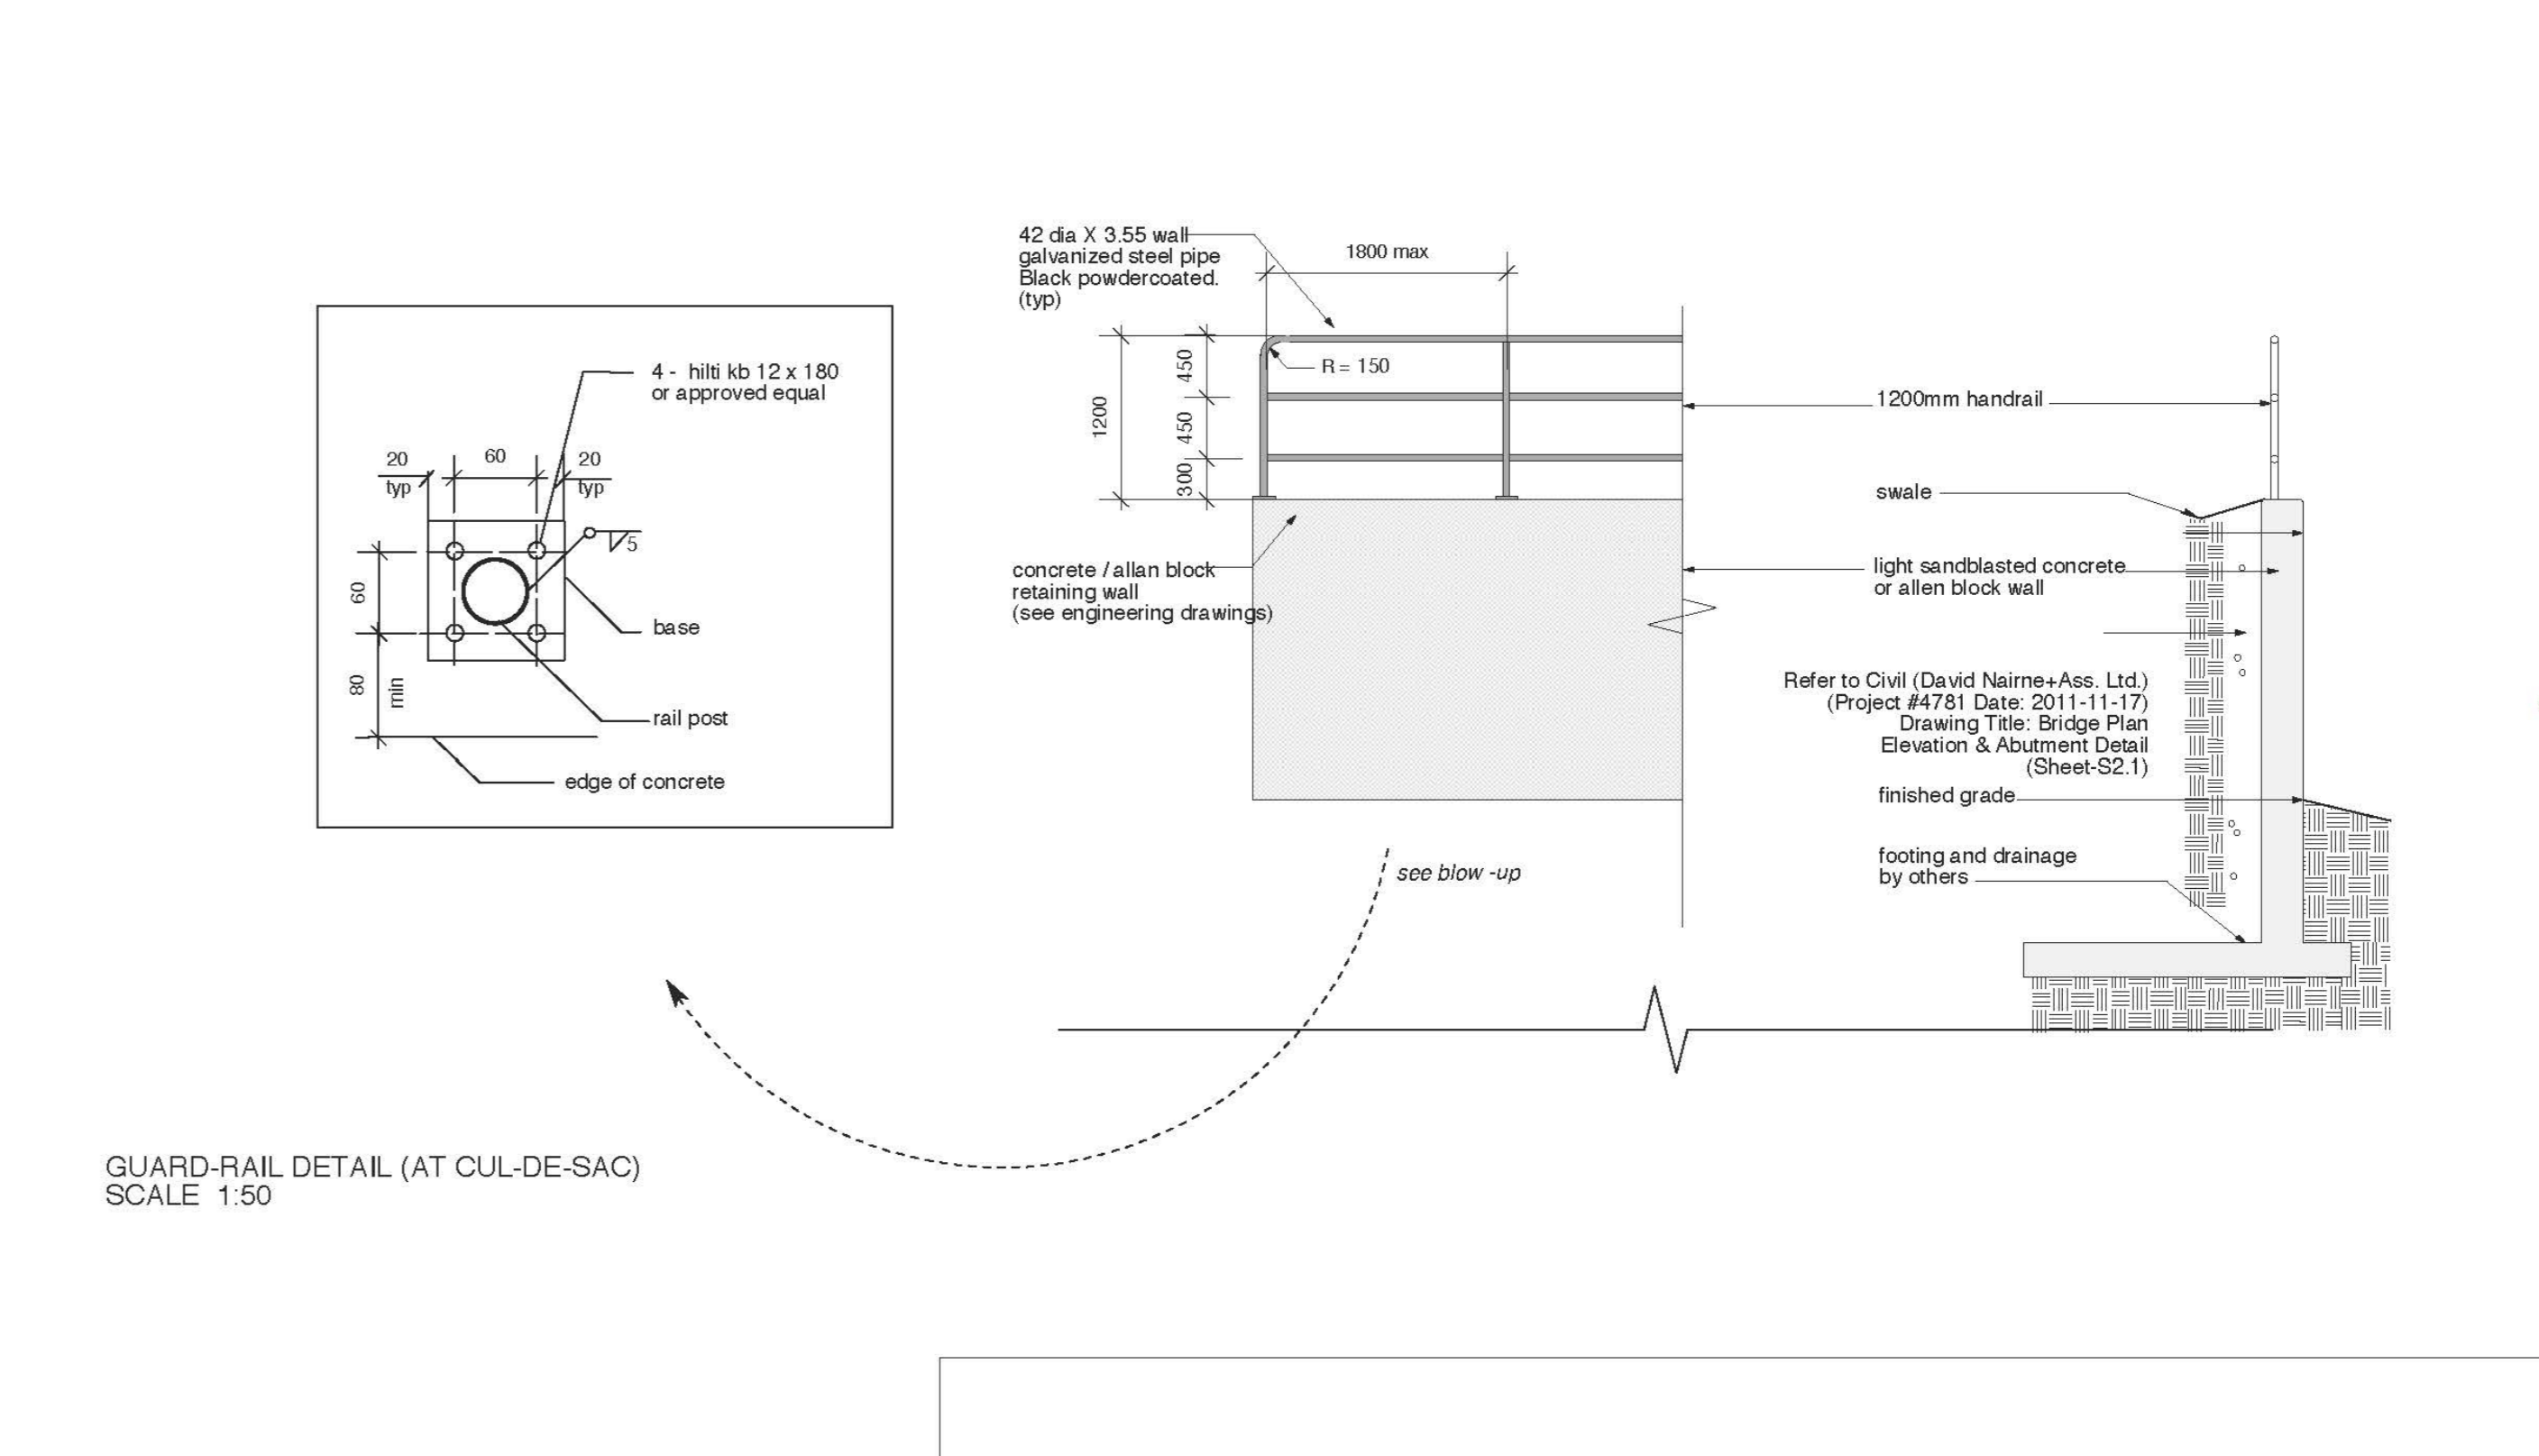 42 dia X 3.55 wall
galvanized steel pipe
Black powdercoated.
(typ)
1800 max
R = 150
1200
450
450
300
concrete / allan block
retaining wall
(see engineering drawings)
4 - hilti kb 12 x 180
or approved equal
20
typ
60
20
typ
5
60
80
min
base
rail post
edge of concrete
1200mm handrail
swale
light sandblasted concrete
or allen block wall
Refer to Civil (David Nairne+Ass. Ltd.)
(Project #4781 Date: 2011-11-17)
Drawing Title: Bridge Plan
Elevation & Abutment Detail
(Sheet-S2.1)
finished grade
footing and drainage
by others
see blow -up
GUARD-RAIL DETAIL (AT CUL-DE-SAC)
SCALE 1:50